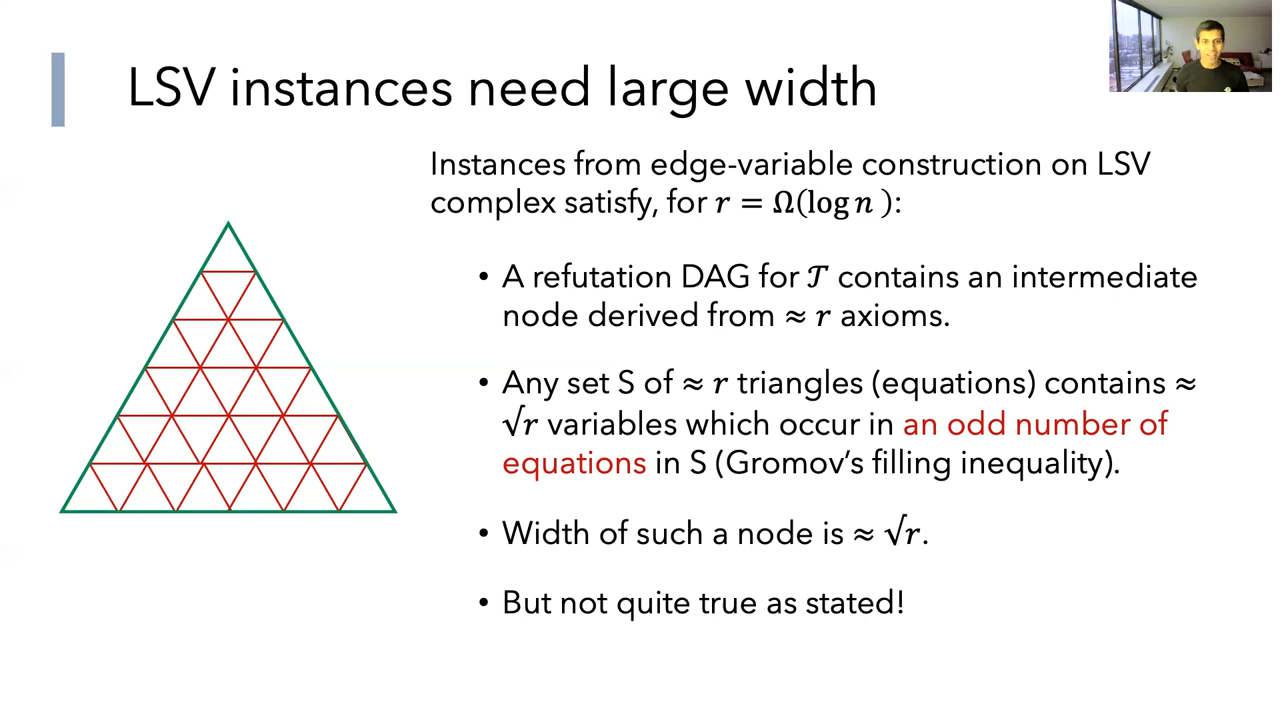 LSV instances need large width
Instances from edge-variable construction on LSV
complex satisfy, for 𝑟 = Ω(log 𝑛 ):
• A refutation DAG for 𝒯 contains an intermediate
node derived from ≈ 𝑟 axioms.
• Any set S of ≈ 𝑟 triangles (equations) contains ≈
√𝑟 variables which occur in an odd number of
equations in S (Gromov’s filling inequality).
• Width of such a node is ≈ √𝑟.
• But not quite true as stated!